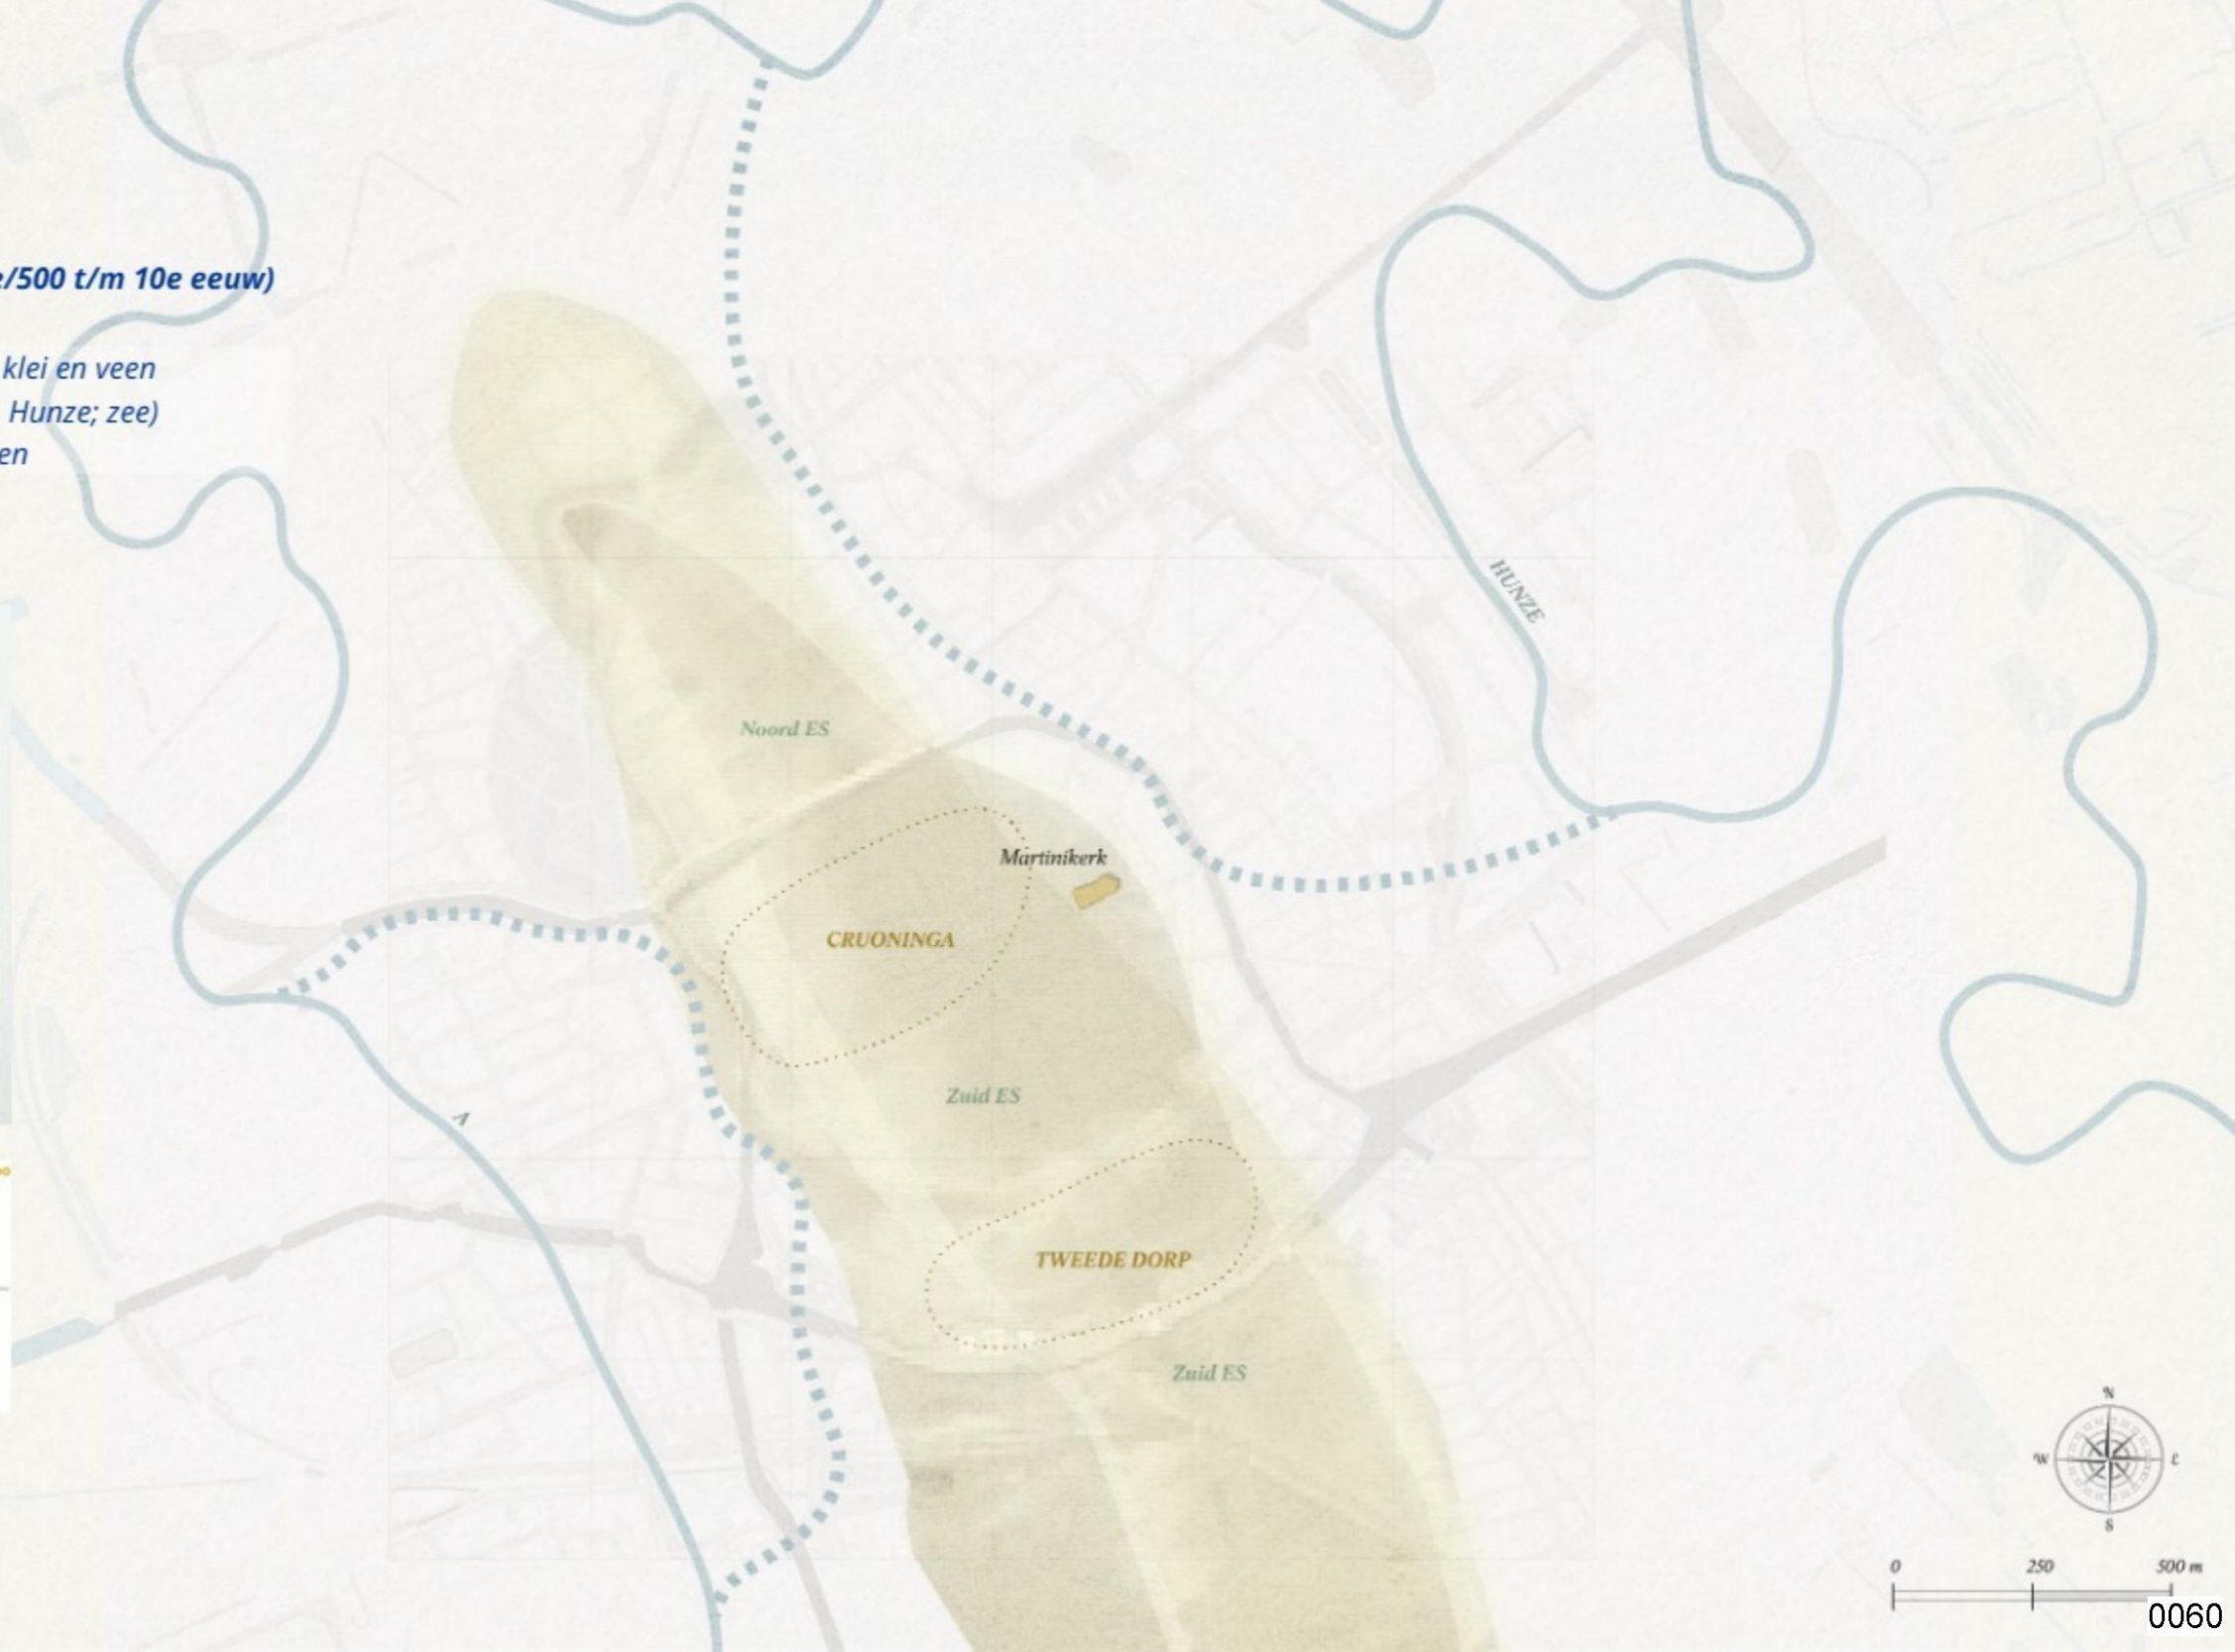 e/500 t/m 10e eeuw)
klei en veen
Hunze; zee)
en
HUNZE
Noord ES
Martinikerk
CRUONINGA
Zuid ES
A
TWEEDE DORP
Zuid ES
N
W E
S
0 250 500 m
0060